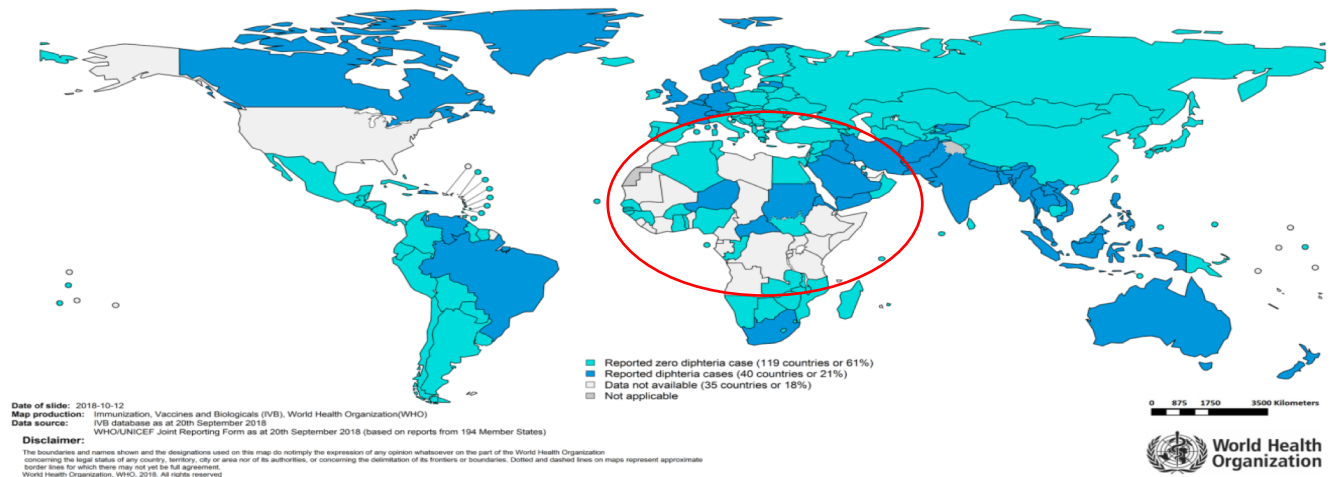 Reported zero diphteria case (119 countries or 61%)
Reported diphteria cases (40 countries or 21%)
Data not available (35 countries or 18%)
Not applicable
Date of slide: 2018-10-12
Map production: Immunization, Vaccines and Biologicals (IVB), World Health Organization(WHO)
Data source: IVB database as at 20th September 2018
WHO/UNICEF Joint Reporting Form as at 20th September 2018 (based on reports from 194 Member States)
Disclaimer:
The boundaries and names shown and the designations used on this map do notimply the expression of any opinion whatsoever on the part of the World Health Organization
concerning the legal status of any country, territory, city or area nor of its authorities, or concerning the delimitation of its frontiers or boundaries. Dotted and dashed lines on maps represent approximate
border lines for which there may not yet be full agreement.
World Health Organization, WHO, 2018. All rights reserved
0 875 1750 3500 Kilometers
World Health
Organization